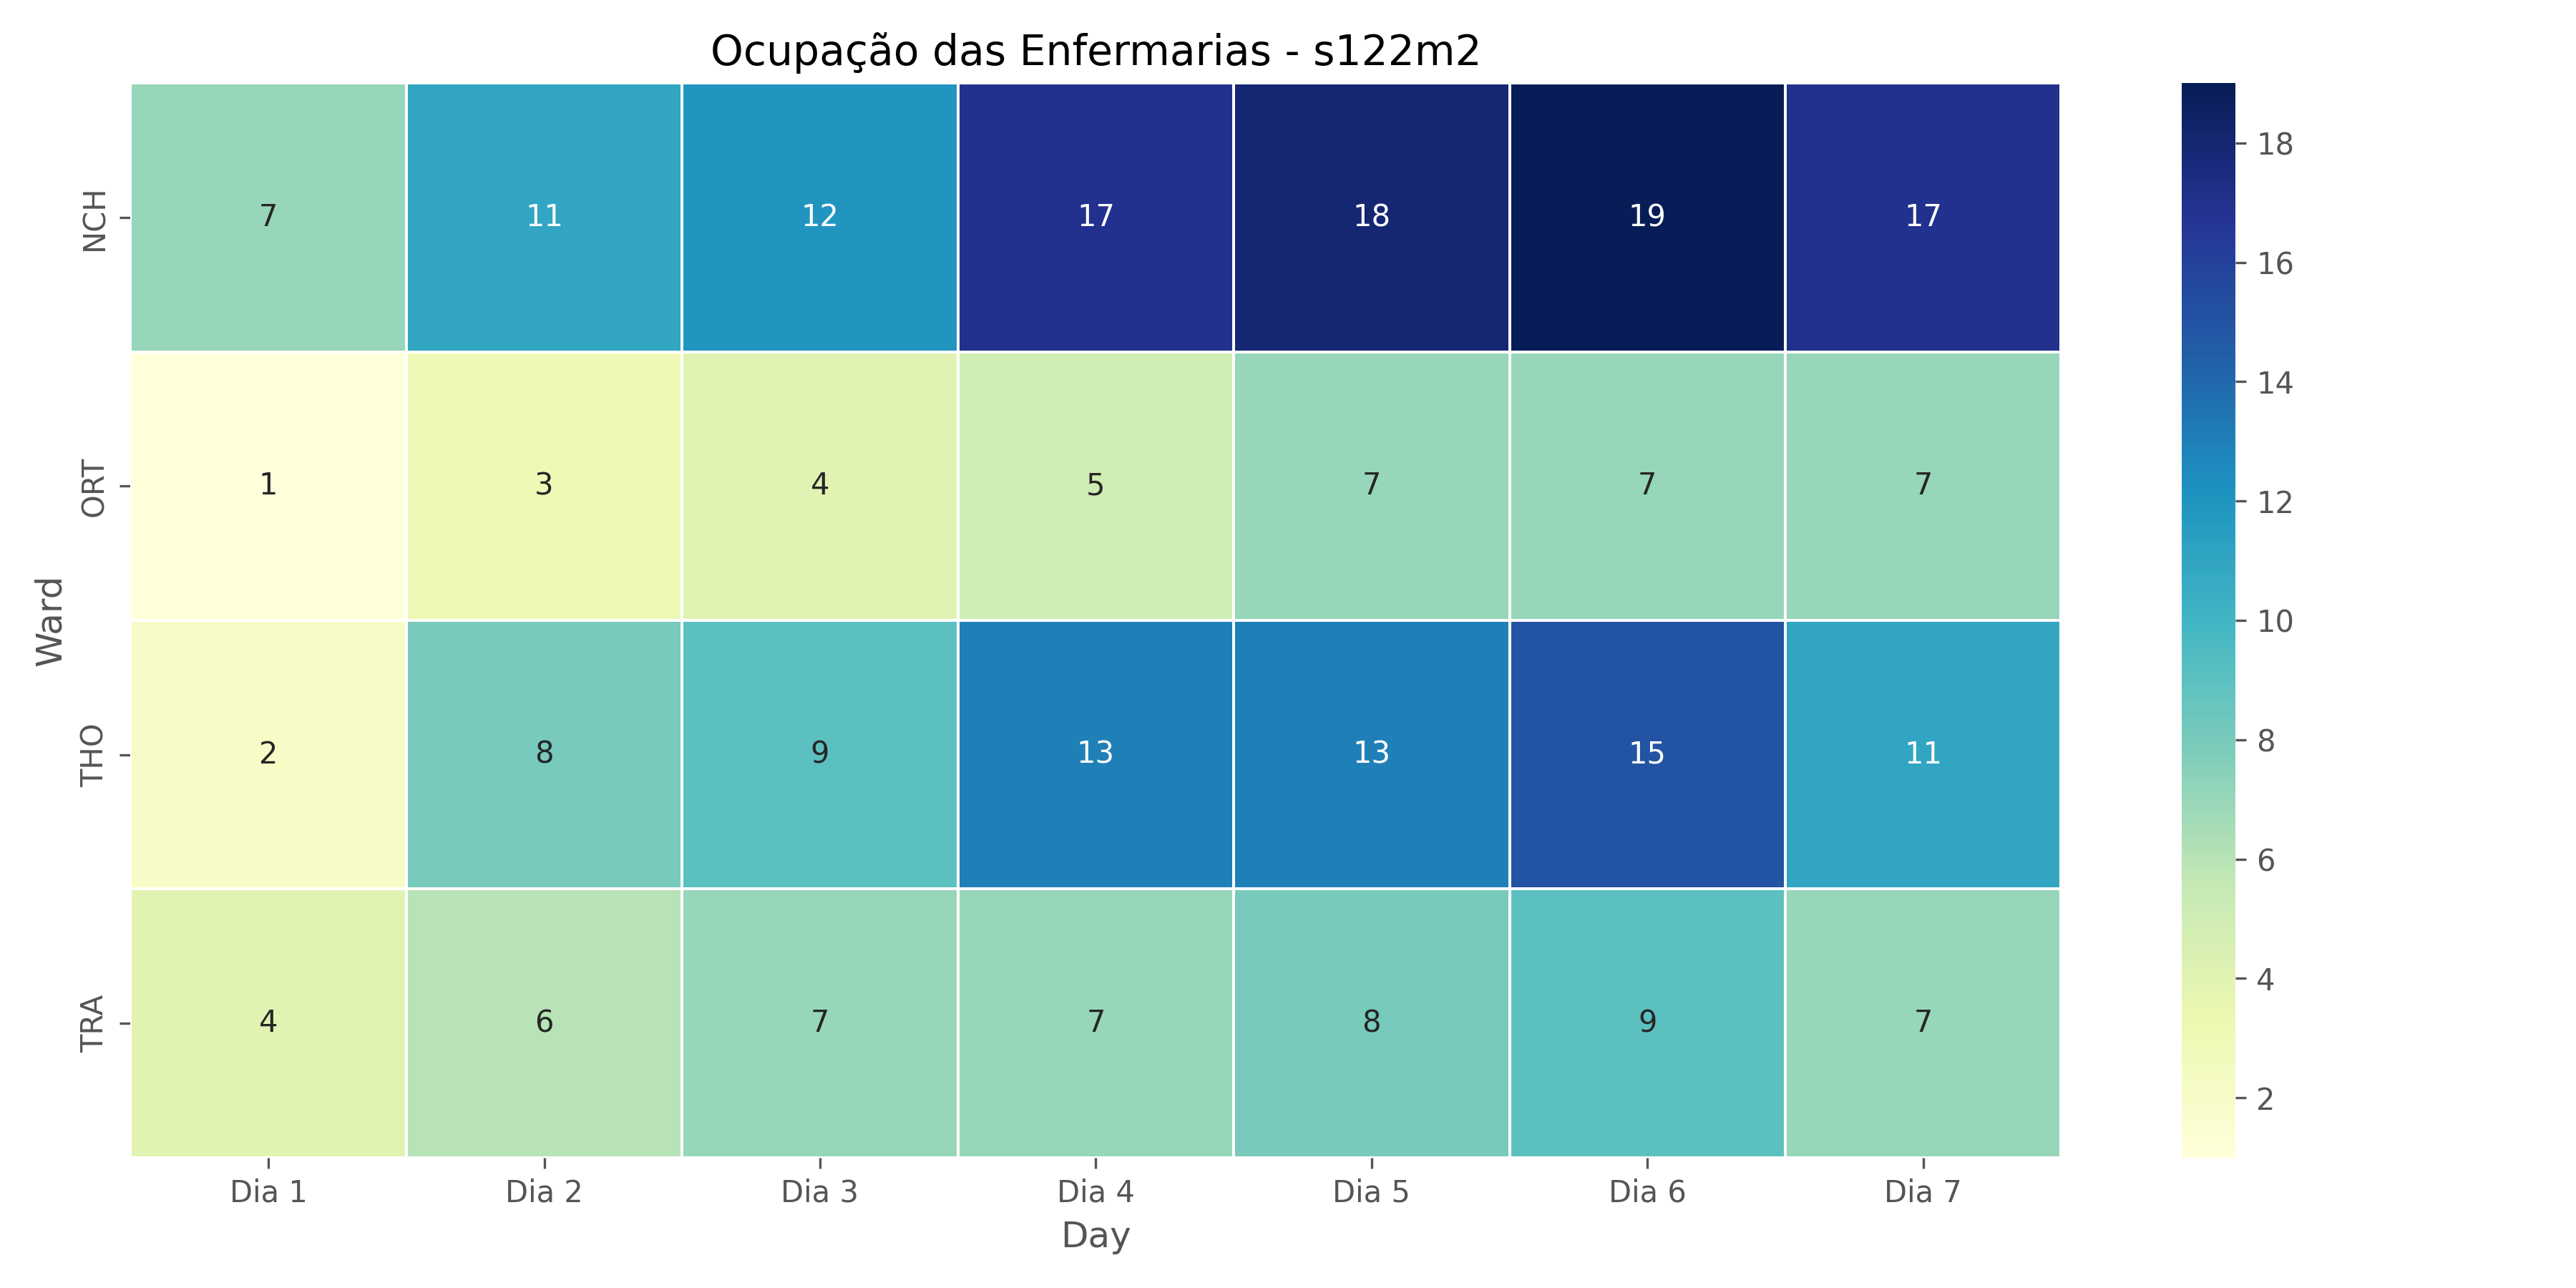 Ocupação das Enfermarias - s122m2
Ward
NCH 7 11 12 17 18 19 17
ORT 1 3 4 5 7 7 7
THO 2 8 9 13 13 15 11
TRA 4 6 7 7 8 9 7
Dia 1 Dia 2 Dia 3 Dia 4 Dia 5 Dia 6 Dia 7
Day
18
16
14
12
10
8
6
4
2